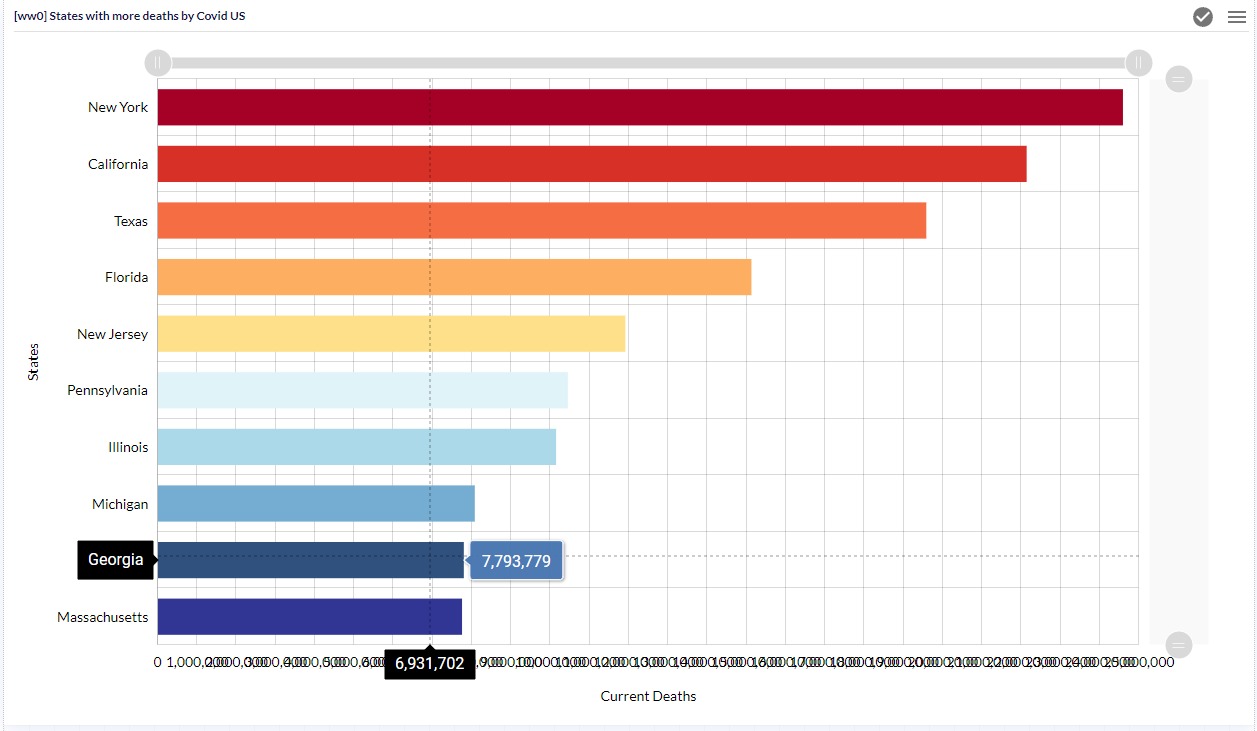 [ww0] States with more deaths by Covid US
New York
California
Texas
Florida
New Jersey
States
Pennsylvania
Illinois
Michigan
Georgia
7,793,779
Massachusetts
0
6,931,702
Current Deaths